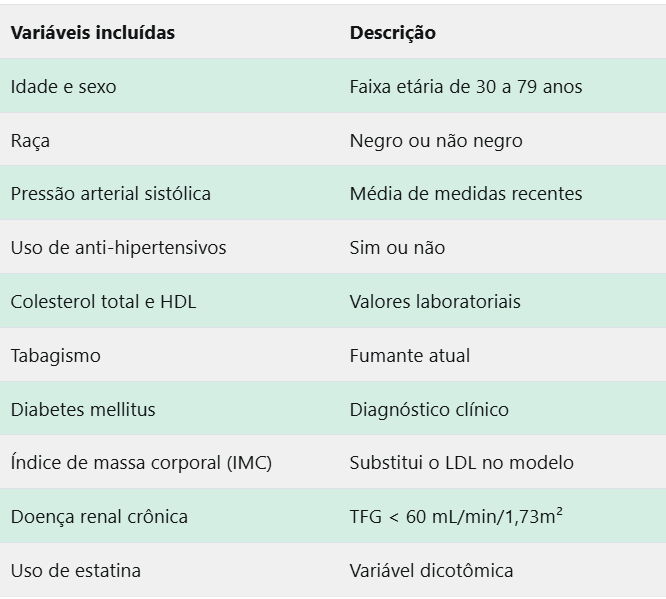 Variáveis incluídas Descrição
Idade e sexo Faixa etária de 30 a 79 anos
Raça Negro ou não negro
Pressão arterial sistólica Média de medidas recentes
Uso de anti-hipertensivos Sim ou não
Colesterol total e HDL Valores laboratoriais
Tabagismo Fumante atual
Diabetes mellitus Diagnóstico clínico
Índice de massa corporal (IMC) Substitui o LDL no modelo
Doença renal crônica TFG < 60 mL/min/1,73m²
Uso de estatina Variável dicotômica